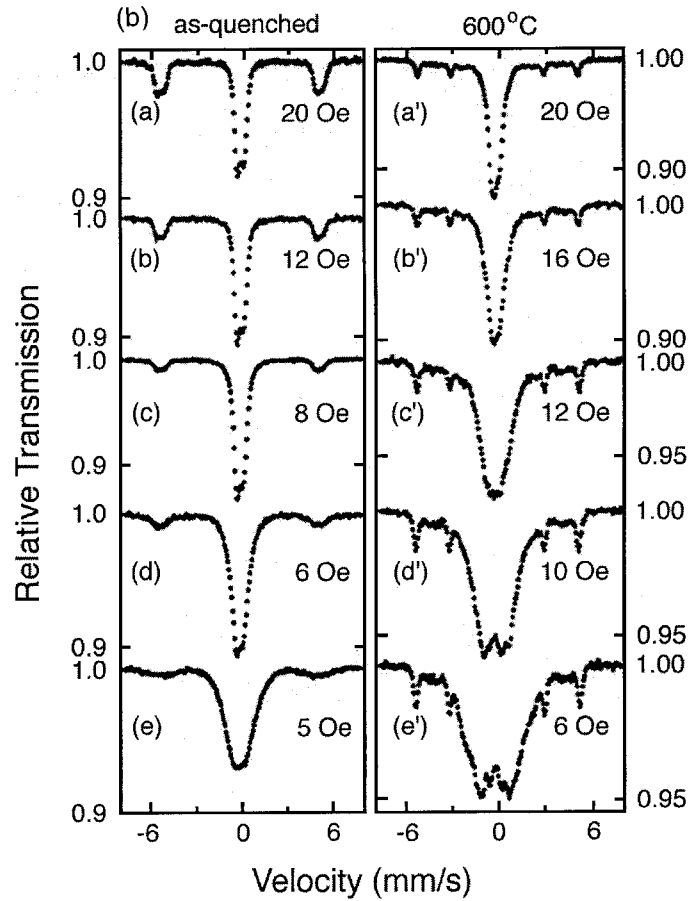 (b) as-quenched 600°C
1.0 1.00
(a) 20 Oe (a') 20 Oe
0.90
0.9
1.0 1.00
(b) 12 Oe (b') 16 Oe
0.9 0.90
1.0 1.00
(c) 8 Oe (c') 12 Oe
0.9 0.95
1.0 1.00
(d) 6 Oe (d') 10 Oe
0.9 0.95
1.0 1.00
(e) 5 Oe (e') 6 Oe
0.9 0.95
-6 0 6 -6 0 6
Velocity (mm/s)
Relative Transmission